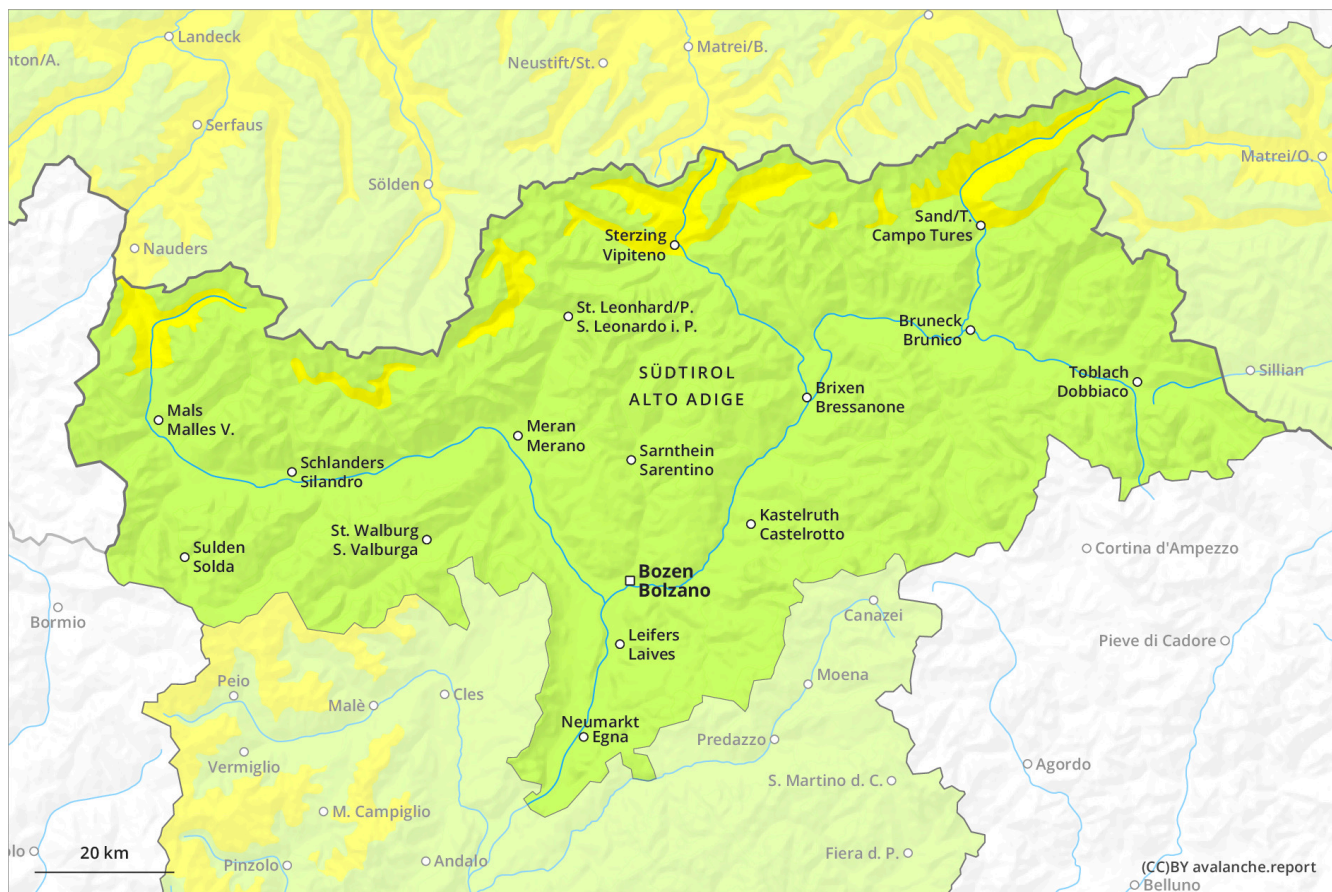 Landeck
Matrei/B.
nton/A.
Neustift/St.
Serfaus
Matrei/O.
Sölden
Sand/T.
Campo Tures
Sterzing
Vipiteno
Nauders
St. Leonhard/P.
S. Leonardo i. P.
Bruneck
Brunico
SÜDTIROL
ALTO ADIGE
Toblach
Dobbiaco
Sillian
Brixen
Bressanone
Mals
Malles V.
Meran
Merano
Sarnthein
Sarentino
Schlanders
Silandro
Kastelruth
Castelrotto
St. Walburg
S. Valburga
Sulden
Solda
Cortina d'Ampezzo
Bozen
Bolzano
Bormio
Canazei
Leifers
Laives
Pieve di Cadore
Peio
Malè
Cles
Moena
Neumarkt
Egna
Predazzo
Vermiglio
Agordo
S. Martino d. C.
M. Campiglio
olo
20 km
Pinzolo
Andalo
Fiera d. P.
(CC)BY avalanche.report
Belluno